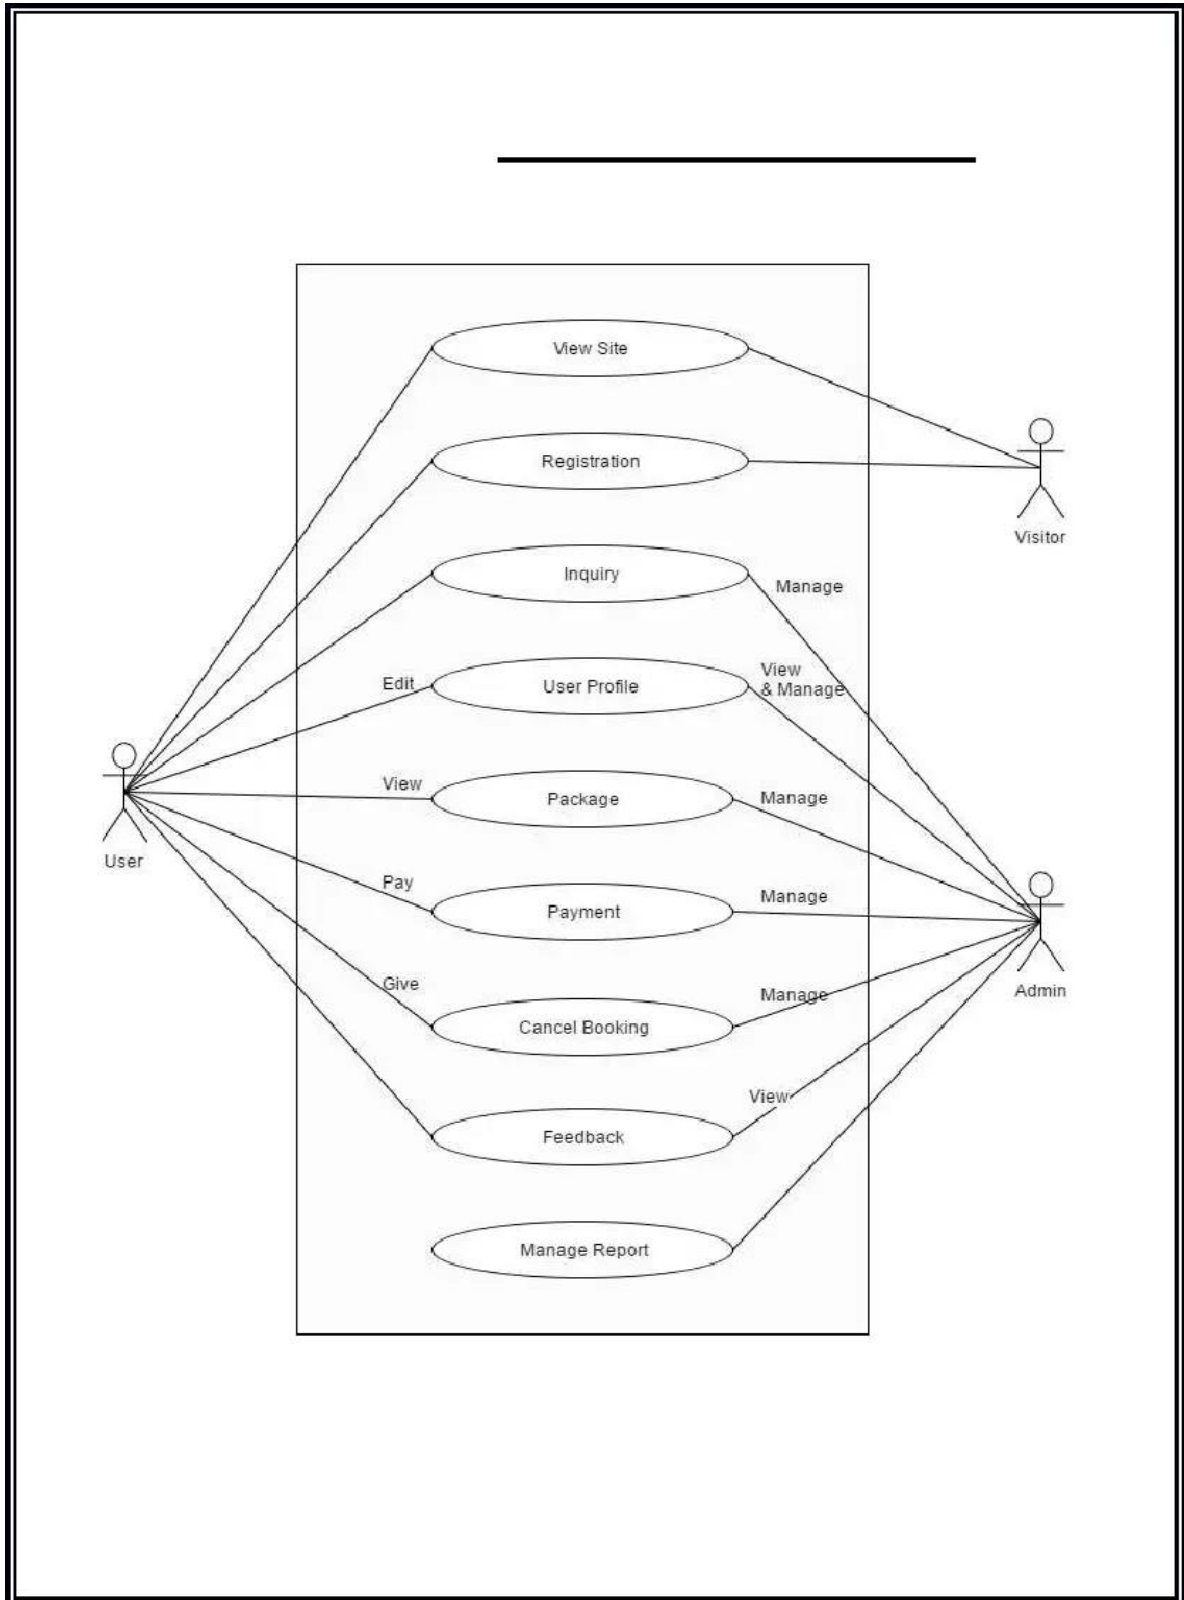 View Site
Registration
Visitor
Inquiry
Manage
Edit
User Profile
View
& Manage
User
View
Package
Manage
Pay
Payment
Manage
Admin
Give
Cancel Booking
Manage
Feedback
View
Manage Report